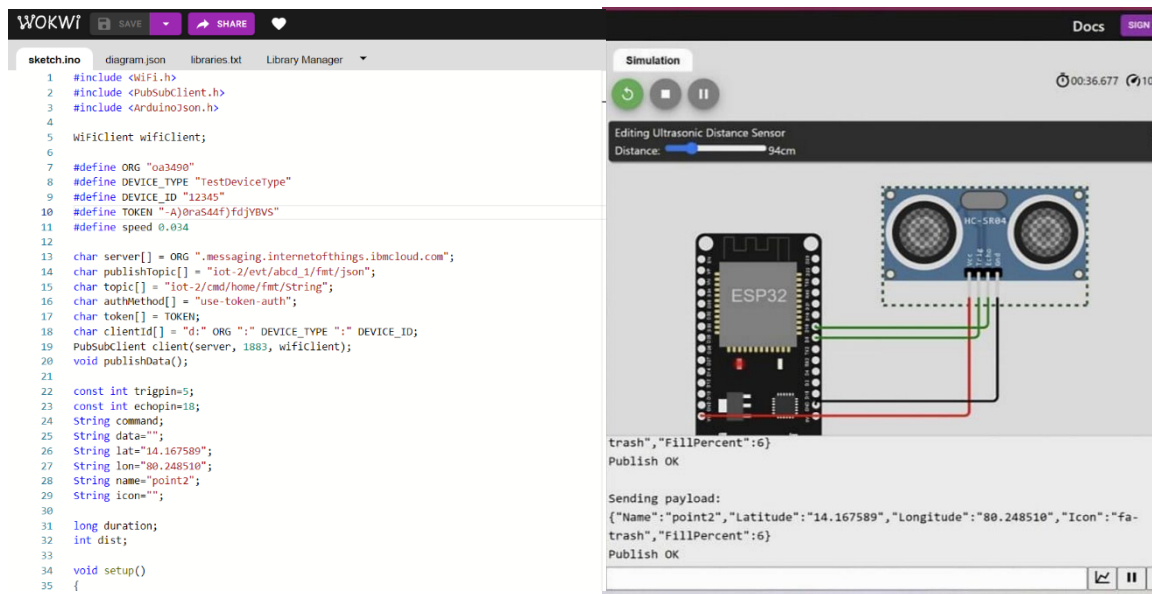 WOKWi SAVE SHARE
sketch.ino diagram.json libraries.txt Library Manager
1 #include <WiFi.h>
2 #include <PubSubClient.h>
3 #include <ArduinoJson.h>
4
5 WiFiClient wifiClient;
6
7 #define ORG "oa3490"
8 #define DEVICE_TYPE "TestDeviceType"
9 #define DEVICE_ID "12345"
10 #define TOKEN "-A)0raS44f)fdjYBVS"
11 #define speed 0.034
12
13 char server[] = ORG ".messaging.internetofthings.ibmcloud.com";
14 char publishTopic[] = "iot-2/evt/abcd_1/fmt/json";
15 char topic[] = "iot-2/cmd/home/fmt/String";
16 char authMethod[] = "use-token-auth";
17 char token[] = TOKEN;
18 char clientId[] = "d:" ORG ":" DEVICE_TYPE ":" DEVICE_ID;
19 PubSubClient client(server, 1883, wifiClient);
20 void publishData();
21
22 const int trigpin=5;
23 const int echopin=18;
24 String command;
25 String data="";
26 String lat="14.167589";
27 String lon="80.248510";
28 String name="point2";
29 String icon="";
30
31 long duration;
32 int dist;
33
34 void setup()
35 {
Docs SIGN
Simulation
00:36.677 10
Editing Ultrasonic Distance Sensor
Distance: 94cm
HC-SR04
Vcc Trig Echo Gnd
ESP32
trash","FillPercent":6}
Publish OK
Sending payload:
{"Name":"point2","Latitude":"14.167589","Longitude":"80.248510","Icon":"fa-
trash","FillPercent":6}
Publish OK